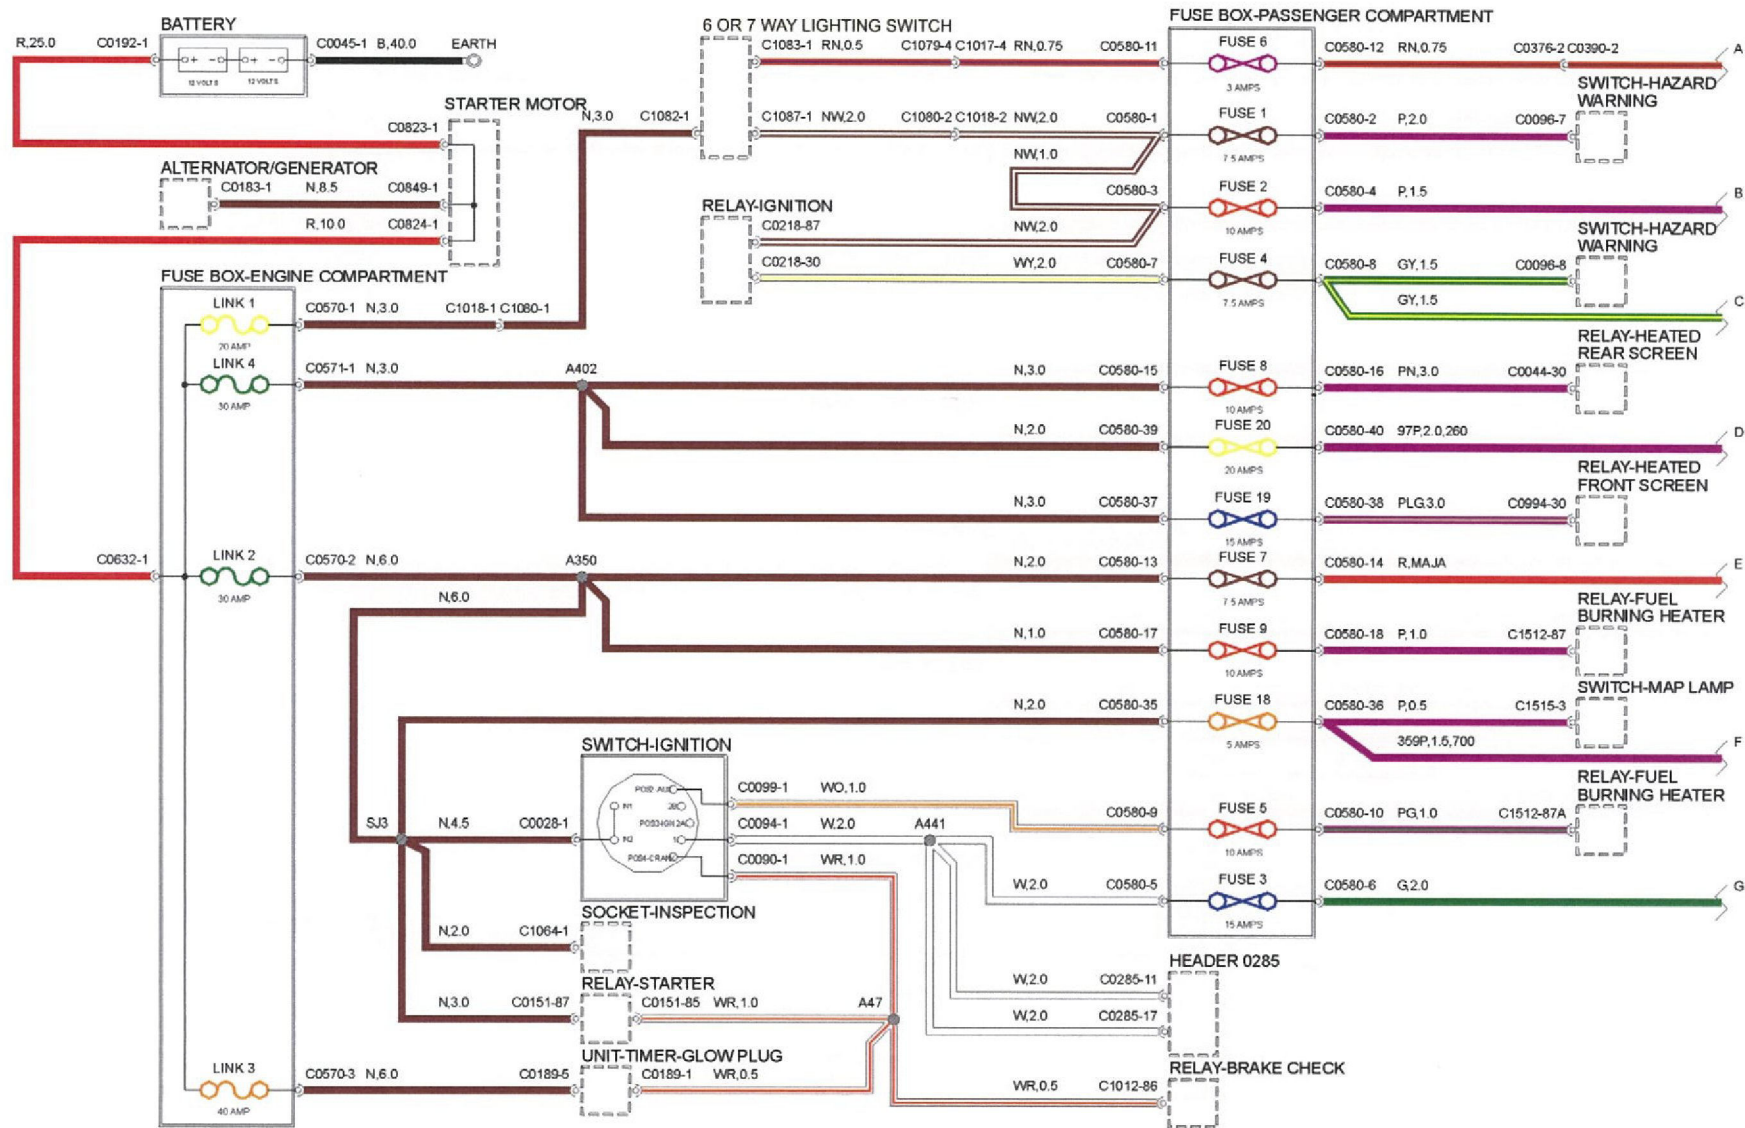 BATTERY
6 OR 7 WAY LIGHTING SWITCH
FUSE BOX-PASSENGER COMPARTMENT
R,25.0 C0192-1 C0045-1 B,40.0 EARTH
12 VOLTS 12 VOLTS
C1083-1 RN,0.5 C1079-4 C1017-4 RN,0.75 C0580-11 FUSE 6 C0580-12 RN,0.75 C0376-2 C0390-2 A
3 AMPS
SWITCH-HAZARD
WARNING
STARTER MOTOR
N,3.0 C1082-1 C1087-1 NW,2.0 C1080-2 C1018-2 NW,2.0 C0580-1 FUSE 1 C0580-2 P,2.0 C0096-7
C0823-1
NW,1.0 7.5 AMPS
ALTERNATOR/GENERATOR
C0183-1 N,8.5 C0849-1 C0580-3 FUSE 2 C0580-4 P,1.5 B
RELAY-IGNITION
R,10.0 C0824-1 C0218-87 NW,2.0 10 AMPS
SWITCH-HAZARD
WARNING
C0218-30 WY,2.0 C0580-7 FUSE 4 C0580-8 GY,1.5 C0096-8
FUSE BOX-ENGINE COMPARTMENT
7.5 AMPS GY,1.5 C
LINK 1 C0570-1 N,3.0 C1018-1 C1080-1
20 AMP
RELAY-HEATED
REAR SCREEN
LINK 4 C0571-1 N,3.0 A402 N,3.0 C0580-15 FUSE 8 C0580-16 PN,3.0 C0044-30
30 AMP 10 AMPS
N,2.0 C0580-39 FUSE 20 C0580-40 97P,2.0,260 D
20 AMPS
RELAY-HEATED
FRONT SCREEN
N,3.0 C0580-37 FUSE 19 C0580-38 PLG,3.0 C0994-30
15 AMPS
C0632-1 LINK 2 C0570-2 N,6.0 A350 N,2.0 C0580-13 FUSE 7 C0580-14 R,MAJA E
30 AMP N,6.0 7.5 AMPS
RELAY-FUEL
BURNING HEATER
N,1.0 C0580-17 FUSE 9 C0580-18 P,1.0 C1512-87
10 AMPS
SWITCH-MAP LAMP
N,2.0 C0580-35 FUSE 18 C0580-36 P,0.5 C1515-3
5 AMPS 359P,1.5,700 F
SWITCH-IGNITION
RELAY-FUEL
BURNING HEATER
C0099-1 WO,1.0 C0580-9 FUSE 5 C0580-10 PG,1.0 C1512-87A
10 AMPS
POS2-AUX
IN1 2B
POS3-IGN 2A
IN2 1
POS4-CRANK
SJ3 N,4.5 C0028-1 C0094-1 W,2.0 A441
C0090-1 WR,1.0
W,2.0 C0580-5 FUSE 3 C0580-6 G,2.0 G
15 AMPS
SOCKET-INSPECTION
N,2.0 C1064-1
HEADER 0285
W,2.0 C0285-11
RELAY-STARTER
N,3.0 C0151-87 C0151-85 WR,1.0 A47 W,2.0 C0285-17
UNIT-TIMER-GLOW PLUG
RELAY-BRAKE CHECK
LINK 3 C0570-3 N,6.0 C0189-5 C0189-1 WR,0.5 WR,0.5 C1012-86
40 AMP